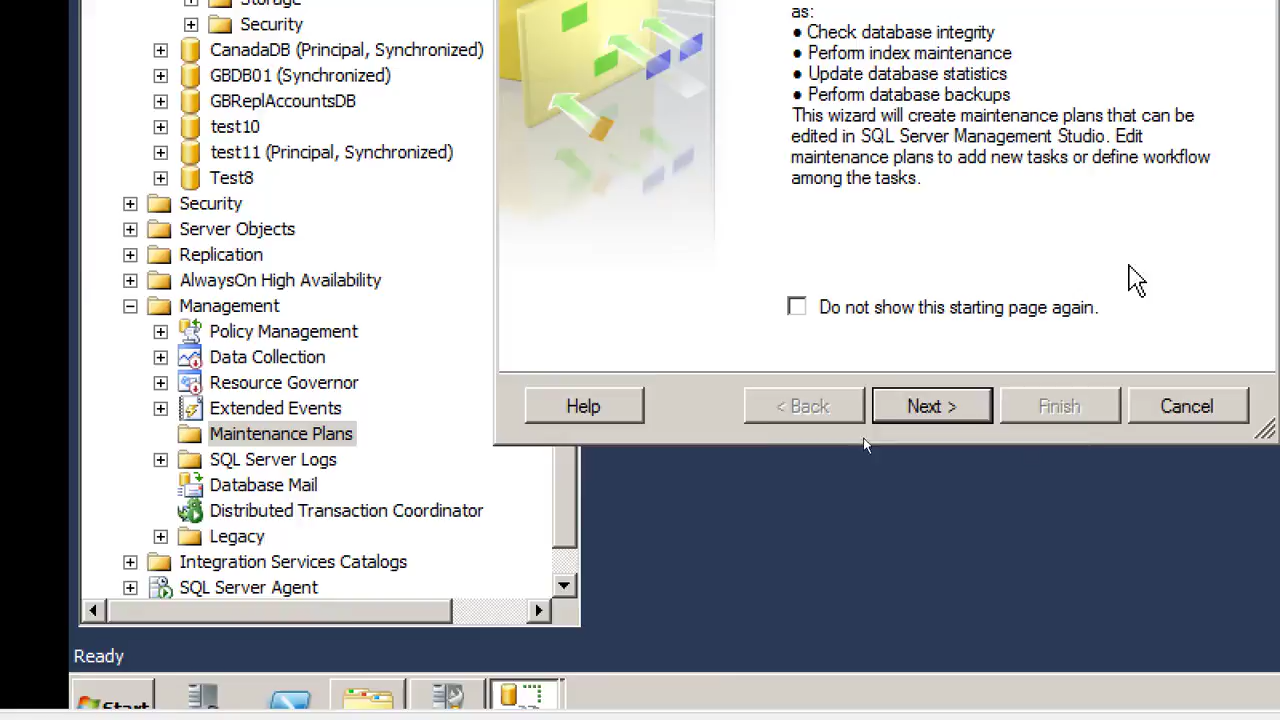 Storage
Security
CanadaDB (Principal, Synchronized)
GBDB01 (Synchronized)
GBReplAccountsDB
test10
test11 (Principal, Synchronized)
Test8
Security
Server Objects
Replication
AlwaysOn High Availability
Management
Policy Management
Data Collection
Resource Governor
Extended Events
Maintenance Plans
SQL Server Logs
Database Mail
Distributed Transaction Coordinator
Legacy
Integration Services Catalogs
SQL Server Agent
as:
● Check database integrity
● Perform index maintenance
● Update database statistics
● Perform database backups
This wizard will create maintenance plans that can be
edited in SQL Server Management Studio. Edit
maintenance plans to add new tasks or define workflow
among the tasks.
Do not show this starting page again.
Help
< Back
Next >
Finish
Cancel
Ready
Start